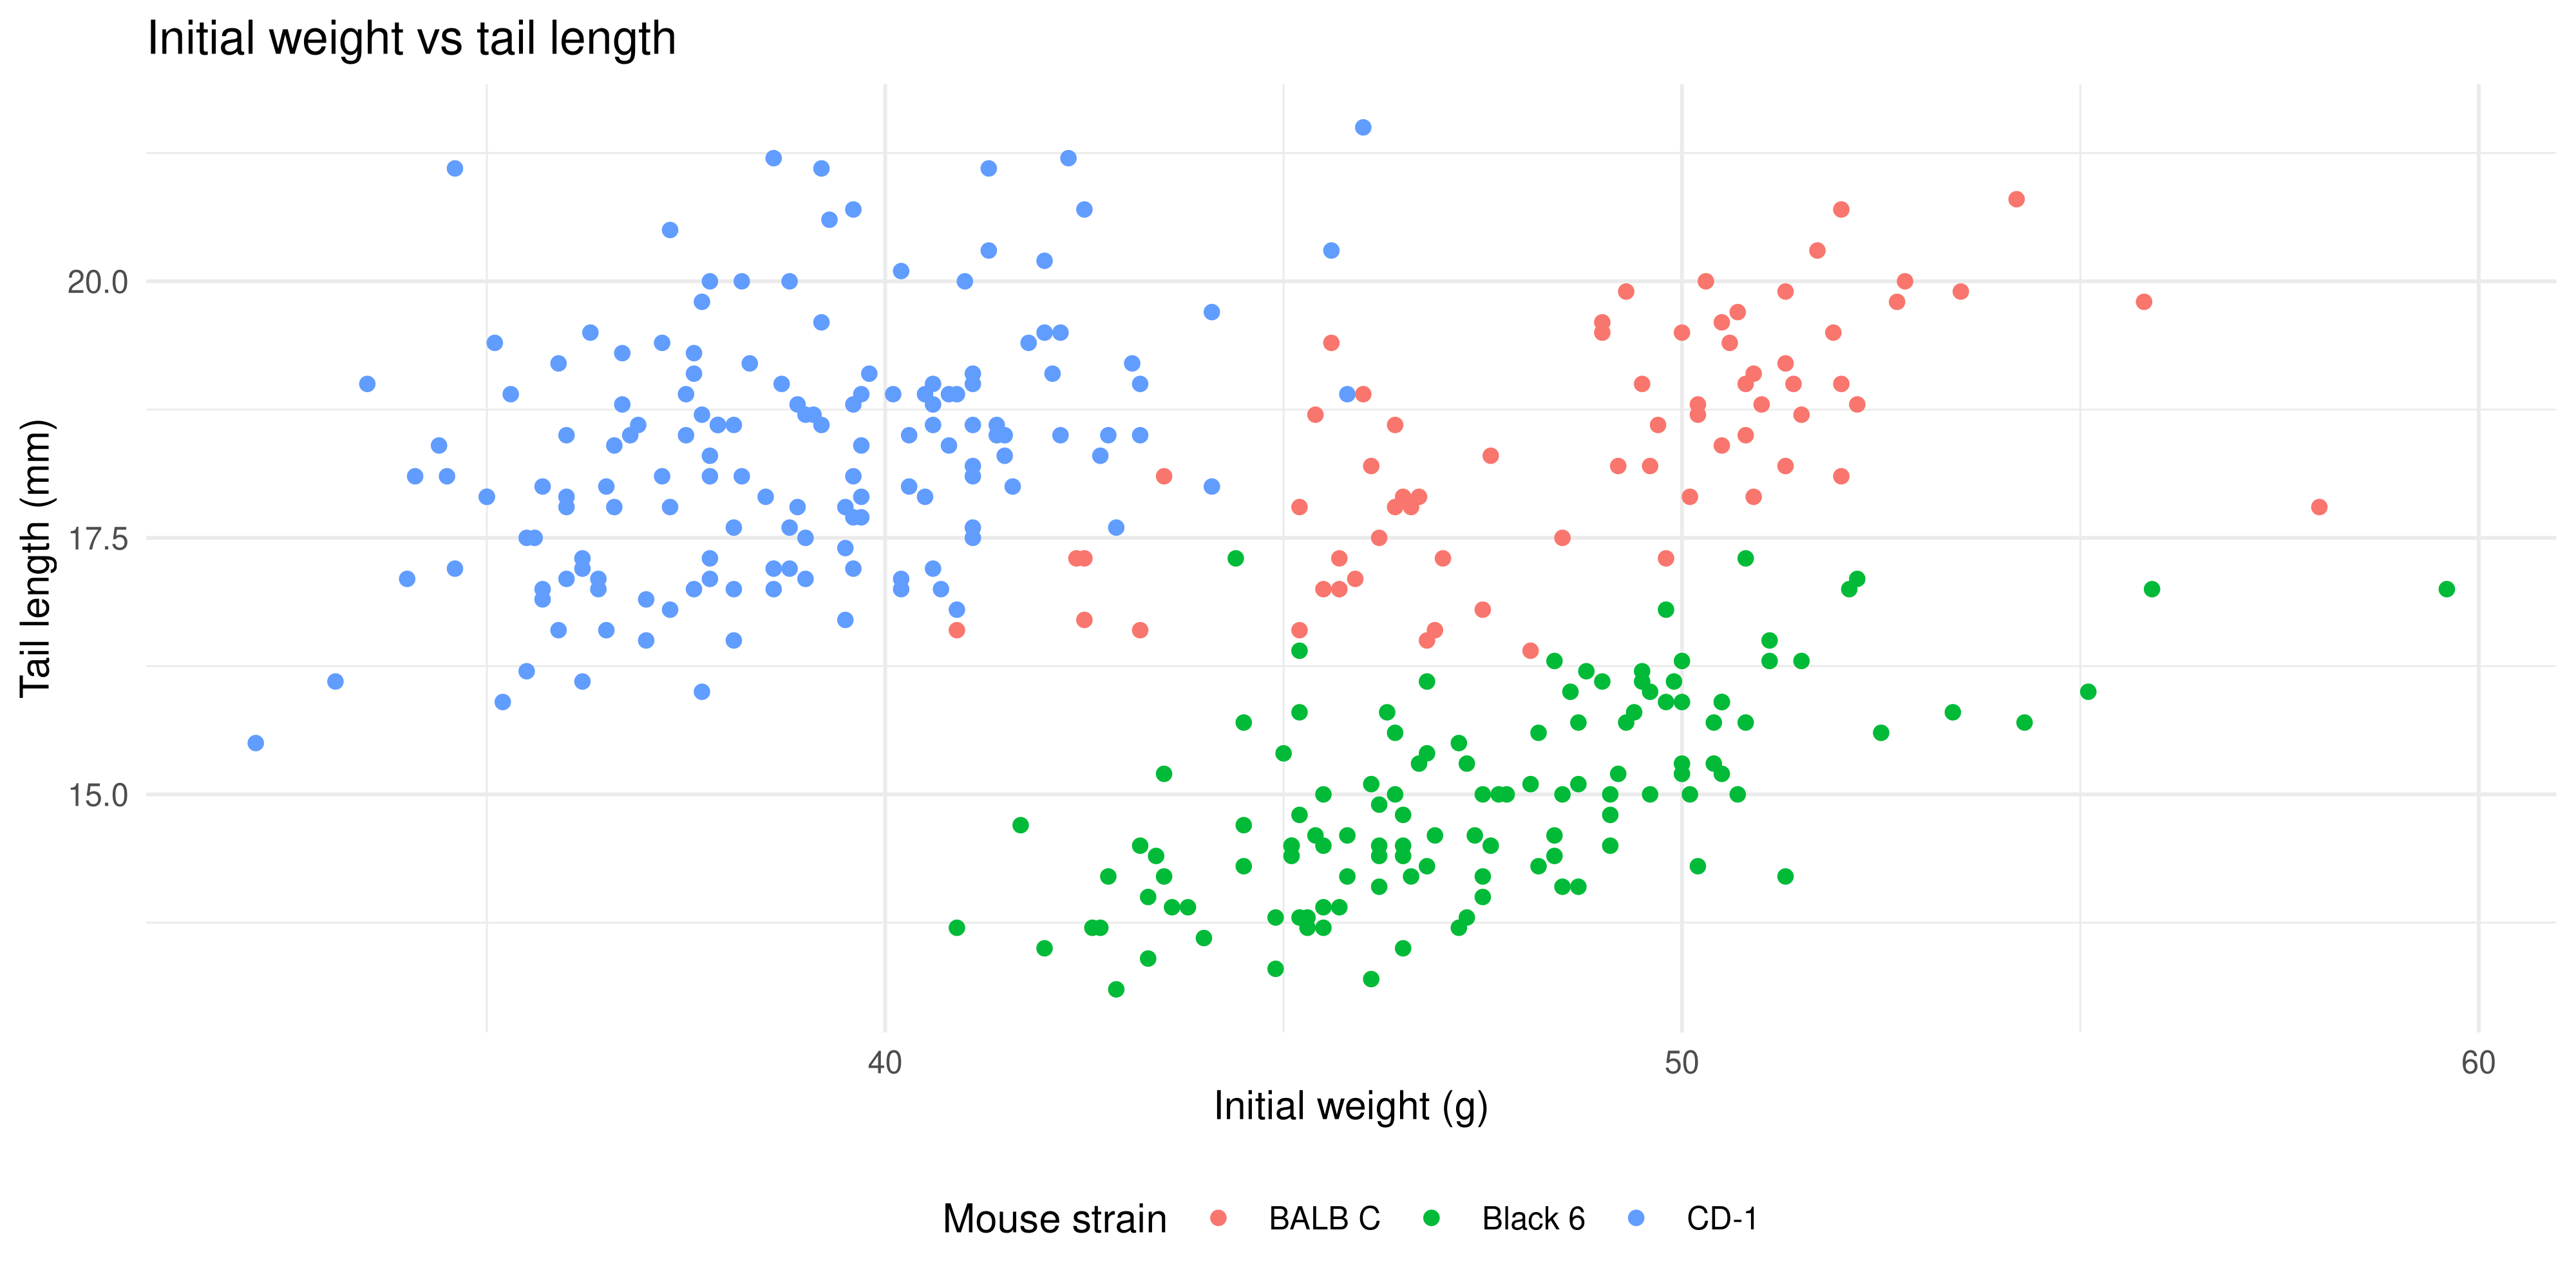 Initial weight vs tail length
Tail length (mm)
20.0
17.5
15.0
40 50 60
Initial weight (g)
Mouse strain BALB C Black 6 CD-1